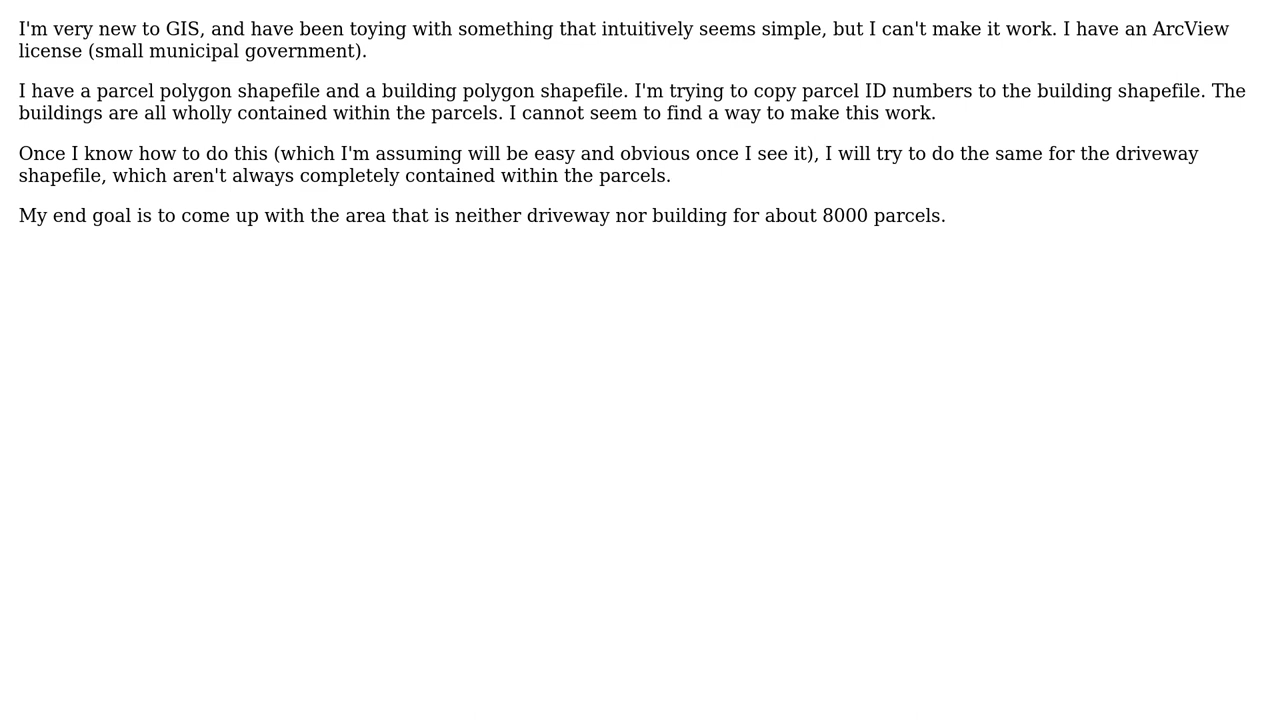 I'm very new to GIS, and have been toying with something that intuitively seems simple, but I can't make it work. I have an ArcView
license (small municipal government).
I have a parcel polygon shapefile and a building polygon shapefile. I'm trying to copy parcel ID numbers to the building shapefile. The
buildings are all wholly contained within the parcels. I cannot seem to find a way to make this work.
Once I know how to do this (which I'm assuming will be easy and obvious once I see it), I will try to do the same for the driveway
shapefile, which aren't always completely contained within the parcels.
My end goal is to come up with the area that is neither driveway nor building for about 8000 parcels.